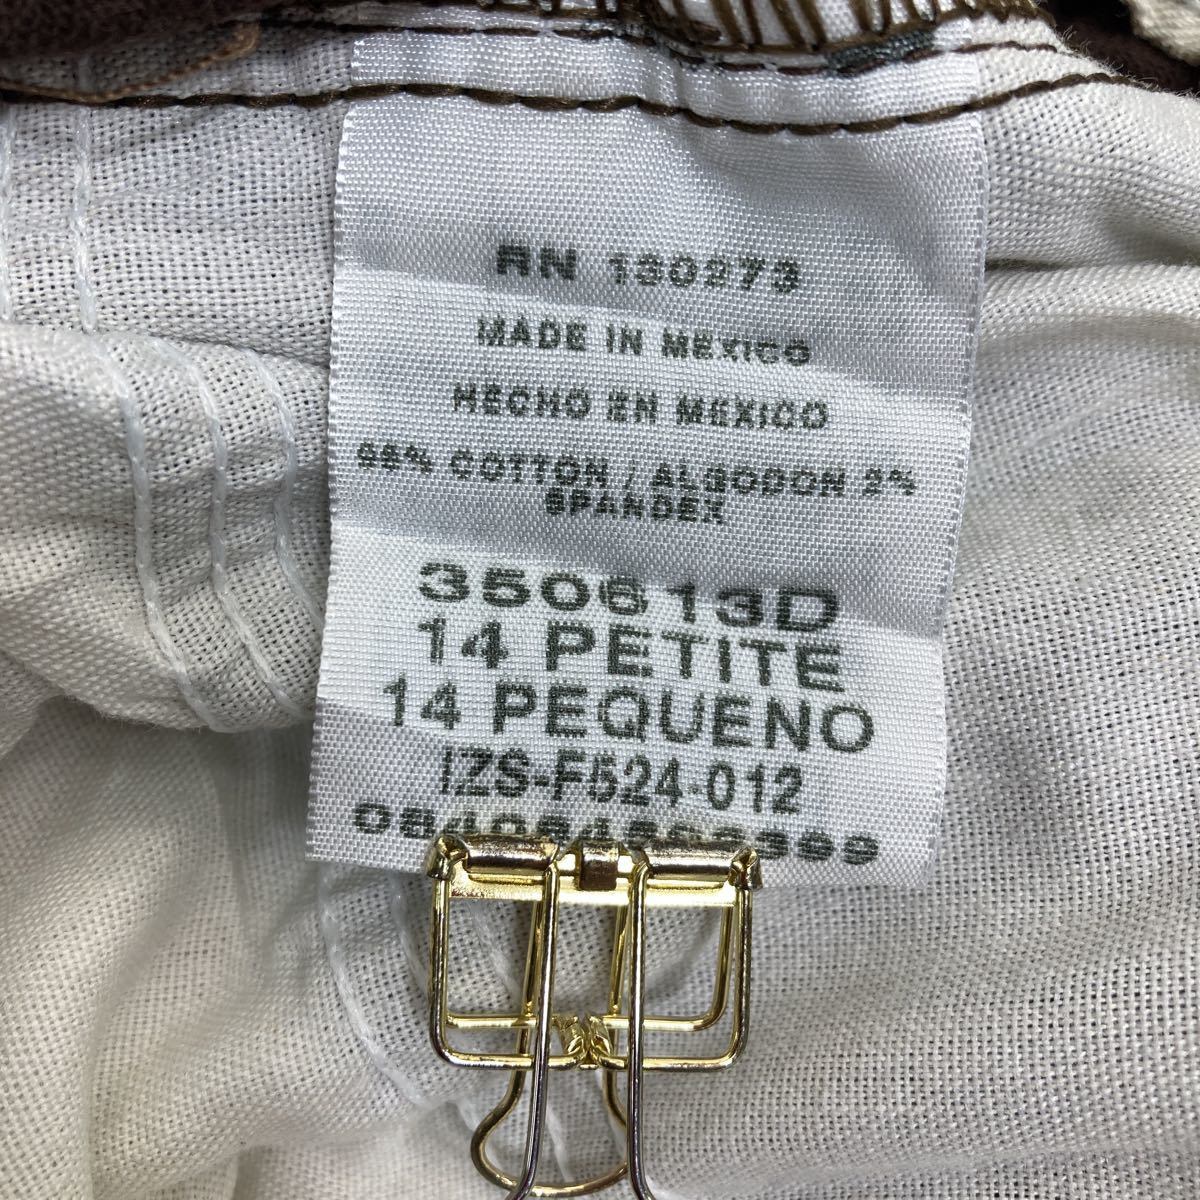 RN 130273
MADE IN MEXICO
HECHO EN MEXICO
98% COTTON / ALGODON 2%
SPANDEX
350613D
14 PETITE
14 PEQUENO
IZS-F524-012